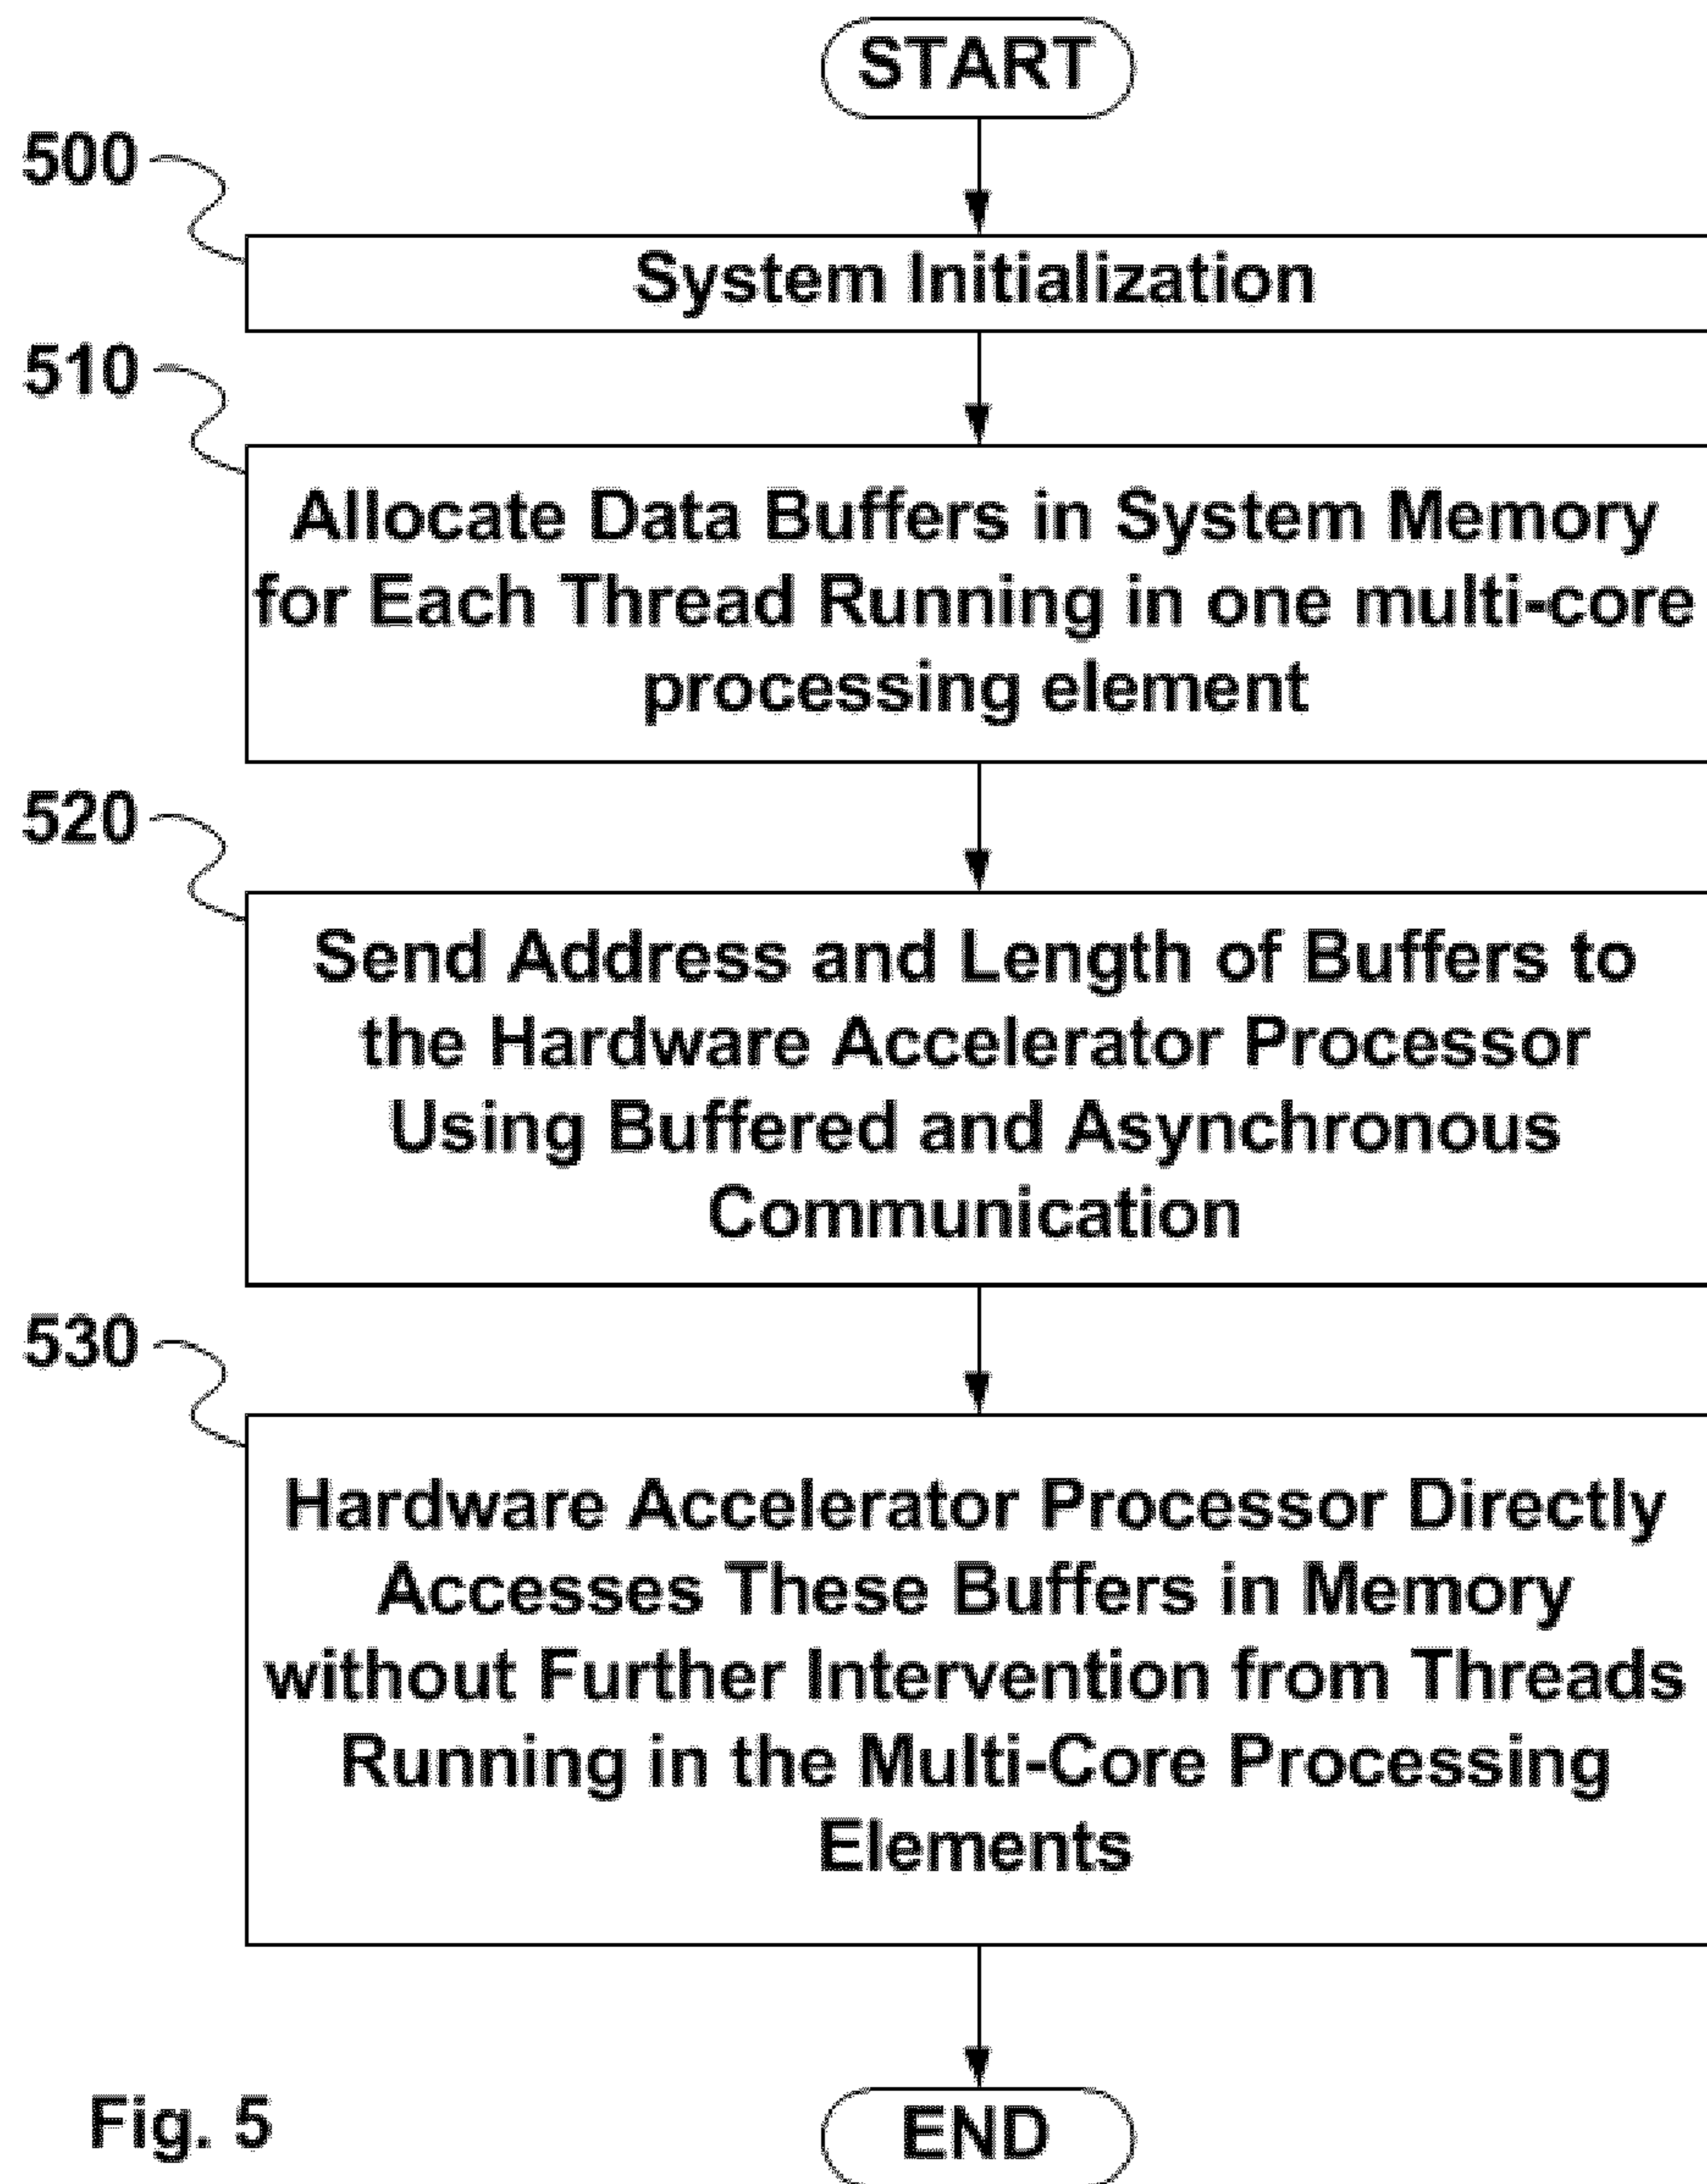 START
500
System Initialization
510
Allocate Data Buffers in System Memory
for Each Thread Running in one multi-core
processing element
520
Send Address and Length of Buffers to
the Hardware Accelerator Processor
Using Buffered and Asynchronous
Communication
530
Hardware Accelerator Processor Directly
Accesses These Buffers in Memory
without Further Intervention from Threads
Running in the Multi-Core Processing
Elements
Fig. 5
END